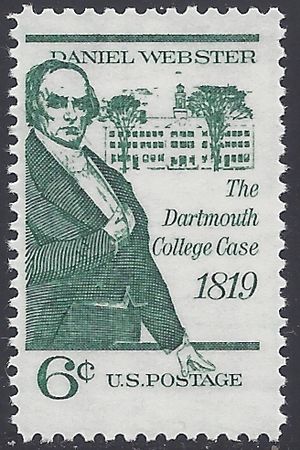 DANIEL WEBSTER
The
Dartmouth
College Case
1819
6¢
U.S.POSTAGE